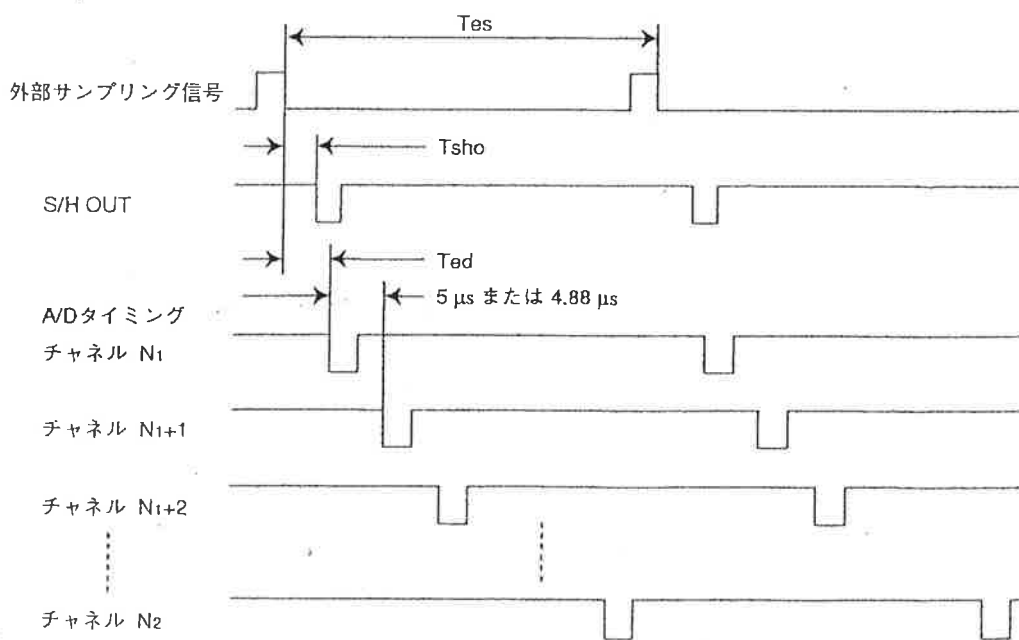 Tes
外部サンプリング信号
Tsho
S/H OUT
Ted
5 μs または 4.88 μs
A/Dタイミング
チャネル N1
チャネル N1+1
チャネル N1+2
チャネル N2